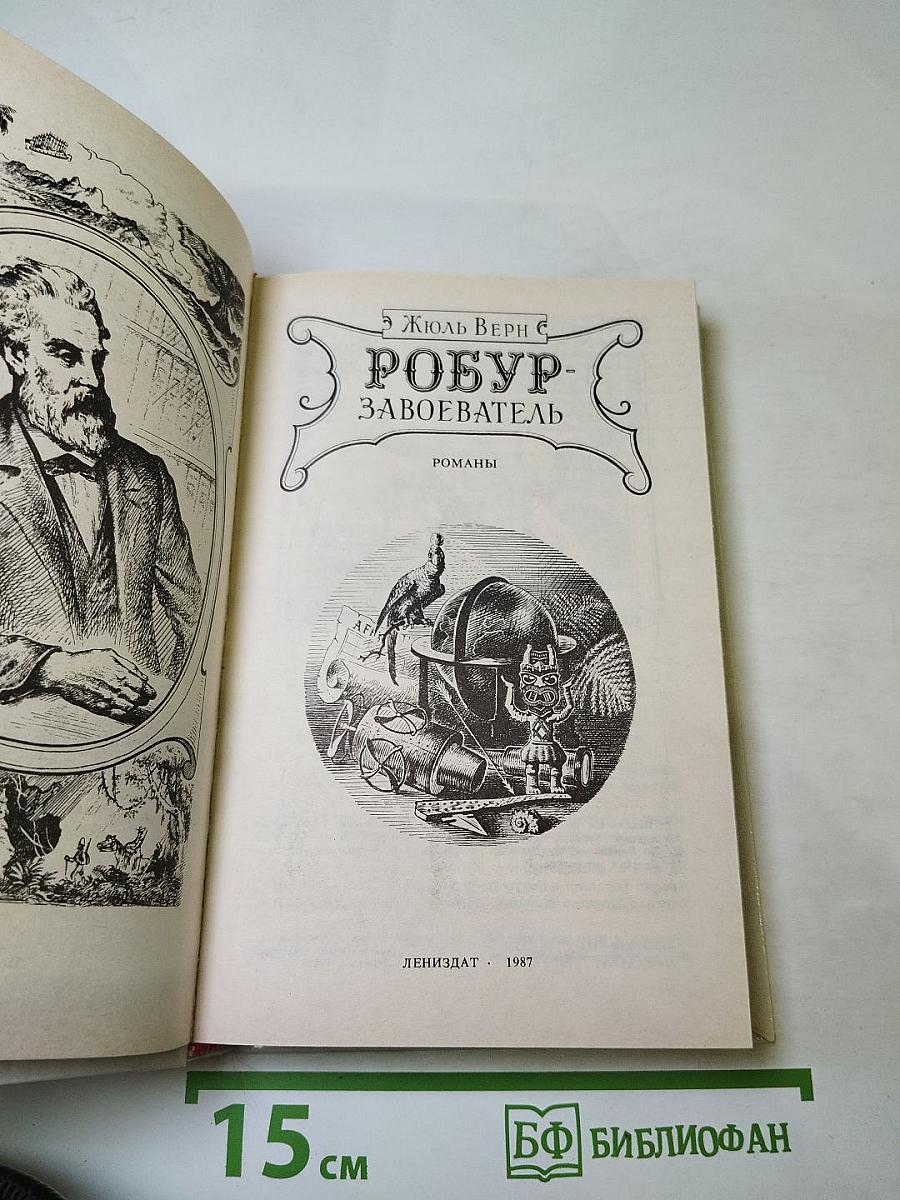 Жюль Верн
РОБУР-
ЗАВОЕВАТЕЛЬ
РОМАНЫ
ЛЕНИЗДАТ · 1987
15 см
БФ БИБЛИОФАН